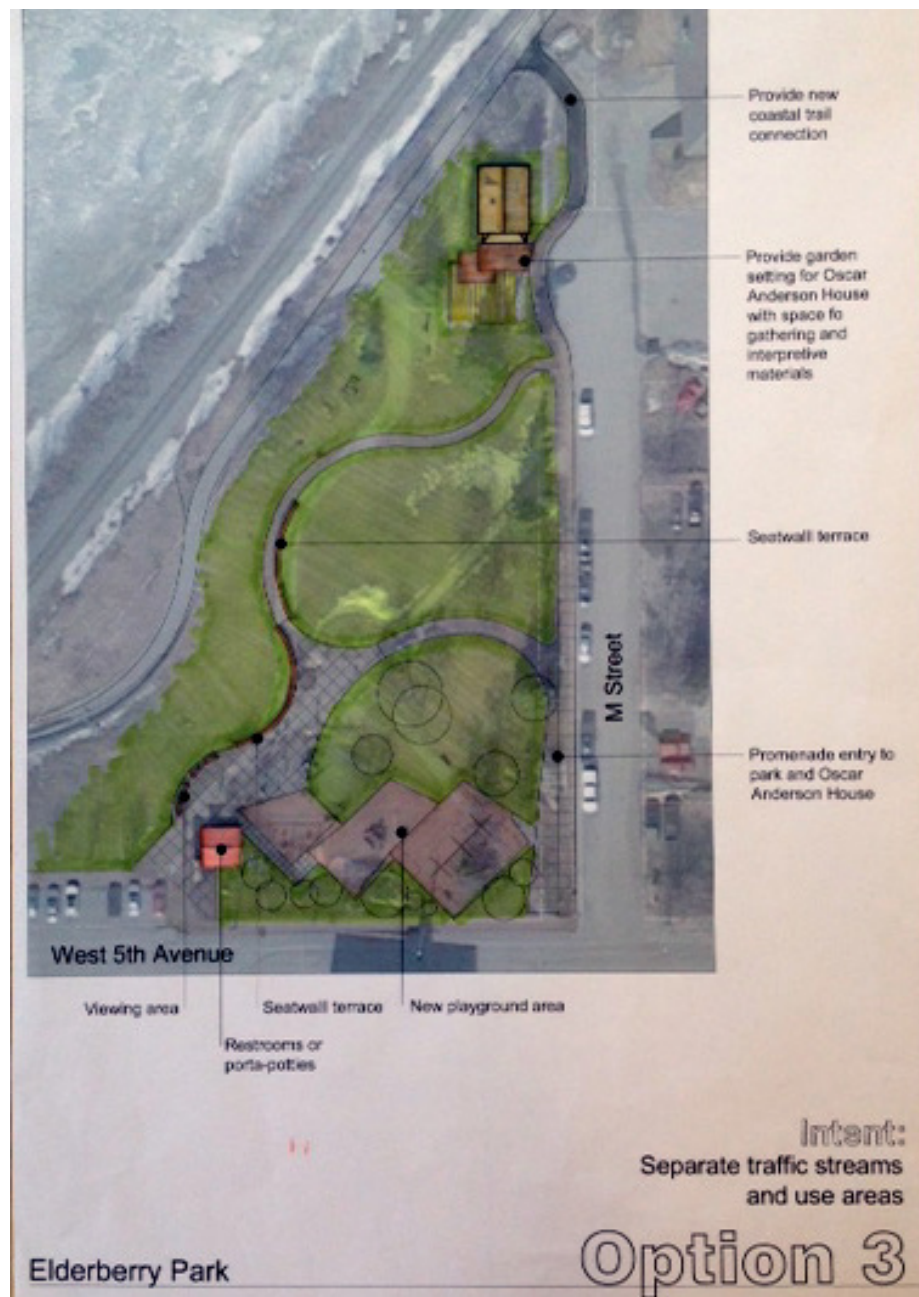 Provide new
coastal trail
connection
Provide garden
setting for Oscar
Anderson House
with space fo
gathering and
interpretive
materials
Seatwall terrace
M Street
Promenade entry to
park and Oscar
Anderson House
West 5th Avenue
Viewing area
Seatwall terrace
New playground area
Restrooms or
porta-potties
Intent:
Separate traffic streams
and use areas
Option 3
Elderberry Park